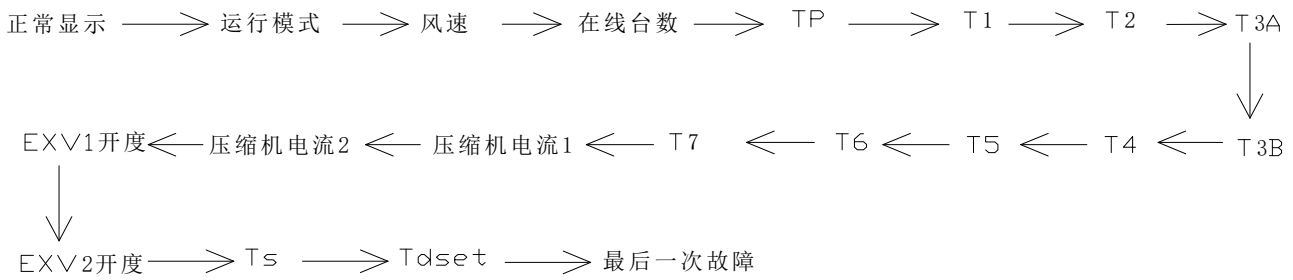 正常显示 运行模式 风速 在线台数 TP T1 T2 T3A
EXV1开度 压缩机电流2 压缩机电流1 T7 T6 T5 T4 T3B
EXV2开度 Ts Tdset 最后一次故障